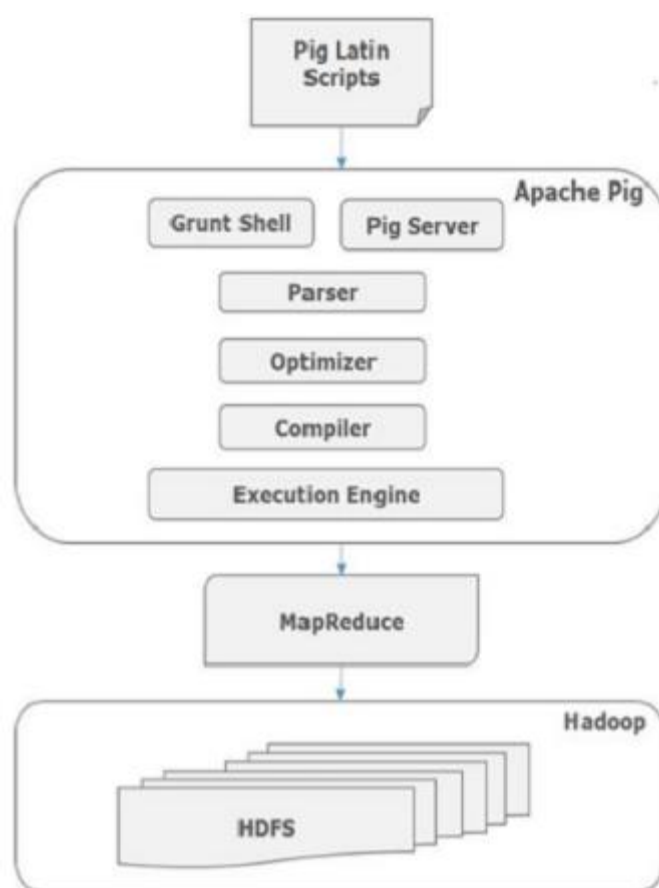 Pig Latin
Scripts
Apache Pig
Grunt Shell
Pig Server
Parser
Optimizer
Compiler
Execution Engine
MapReduce
Hadoop
HDFS